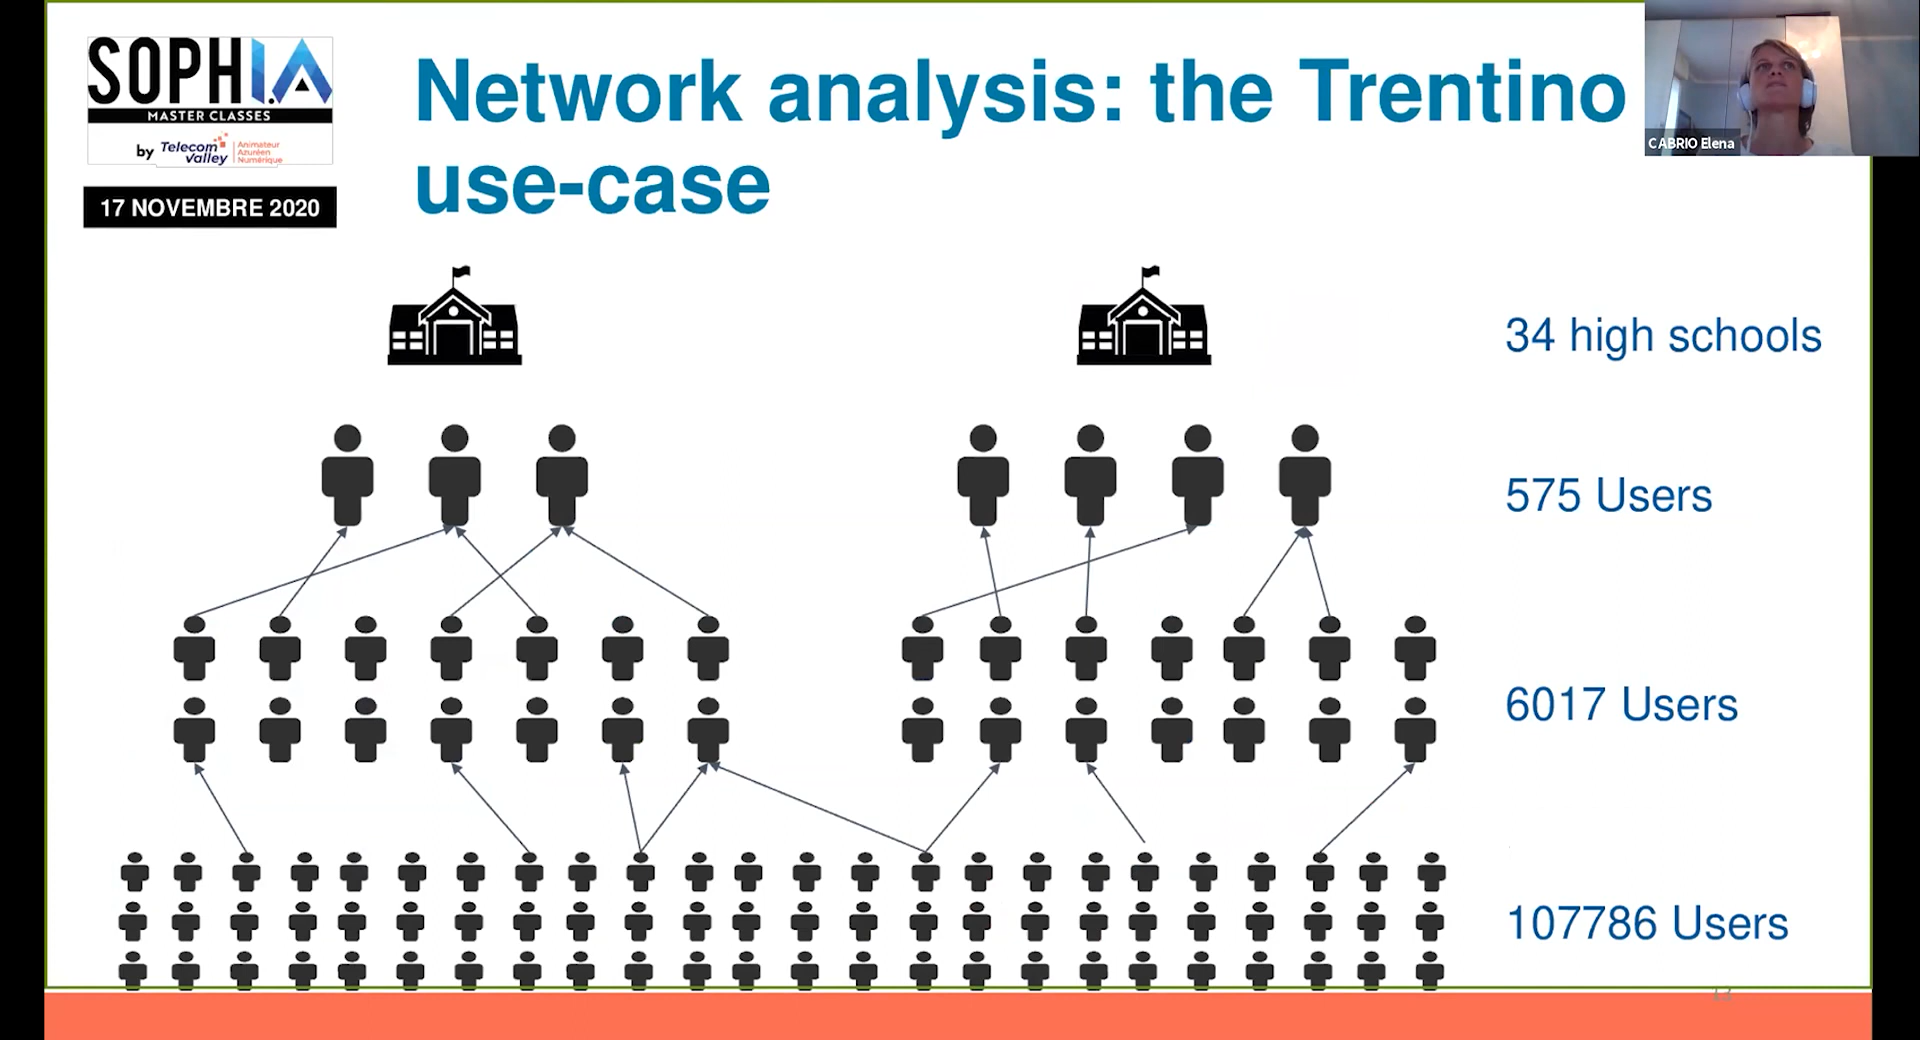 SOPHI.A
MASTER CLASSES
by Telecom Valley
Animateur
Azuréen
Numérique
17 NOVEMBRE 2020
Network analysis: the Trentino
use-case
CABRIO Elena
34 high schools
575 Users
6017 Users
107786 Users